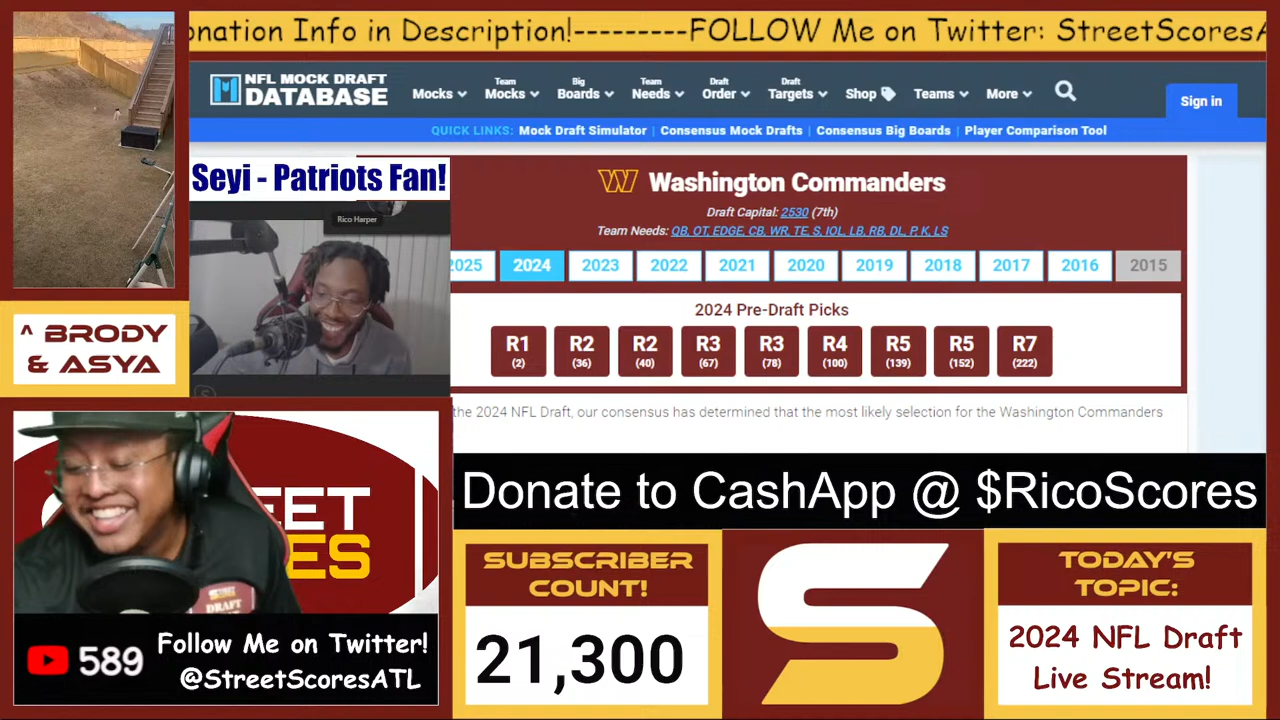 onation Info in Description!---------FOLLOW Me on Twitter: StreetScoresA
NFL MOCK DRAFT
DATABASE
Mocks
Team
Mocks
Big
Boards
Team
Needs
Draft
Order
Draft
Targets
Shop
Teams
More
Sign in
QUICK LINKS: Mock Draft Simulator | Consensus Mock Drafts | Consensus Big Boards | Player Comparison Tool
Seyi - Patriots Fan!
Rico Harper
Washington Commanders
Draft Capital: 2530 (7th)
Team Needs: QB, OT, EDGE, CB, WR, TE, S, IOL, LB, RB, DL, P, K, LS
2025 2024 2023 2022 2021 2020 2019 2018 2017 2016 2015
2024 Pre-Draft Picks
R1 R2 R2 R3 R3 R4 R5 R5 R7
(2) (36) (40) (67) (78) (100) (139) (152) (222)
the 2024 NFL Draft, our consensus has determined that the most likely selection for the Washington Commanders
^ BRODY
& ASYA
EET
ES
DRAFT
Donate to CashApp @ $RicoScores
SUBSCRIBER
COUNT!
21,300
S
TODAY'S
TOPIC:
2024 NFL Draft
Live Stream!
589
Follow Me on Twitter!
@StreetScoresATL